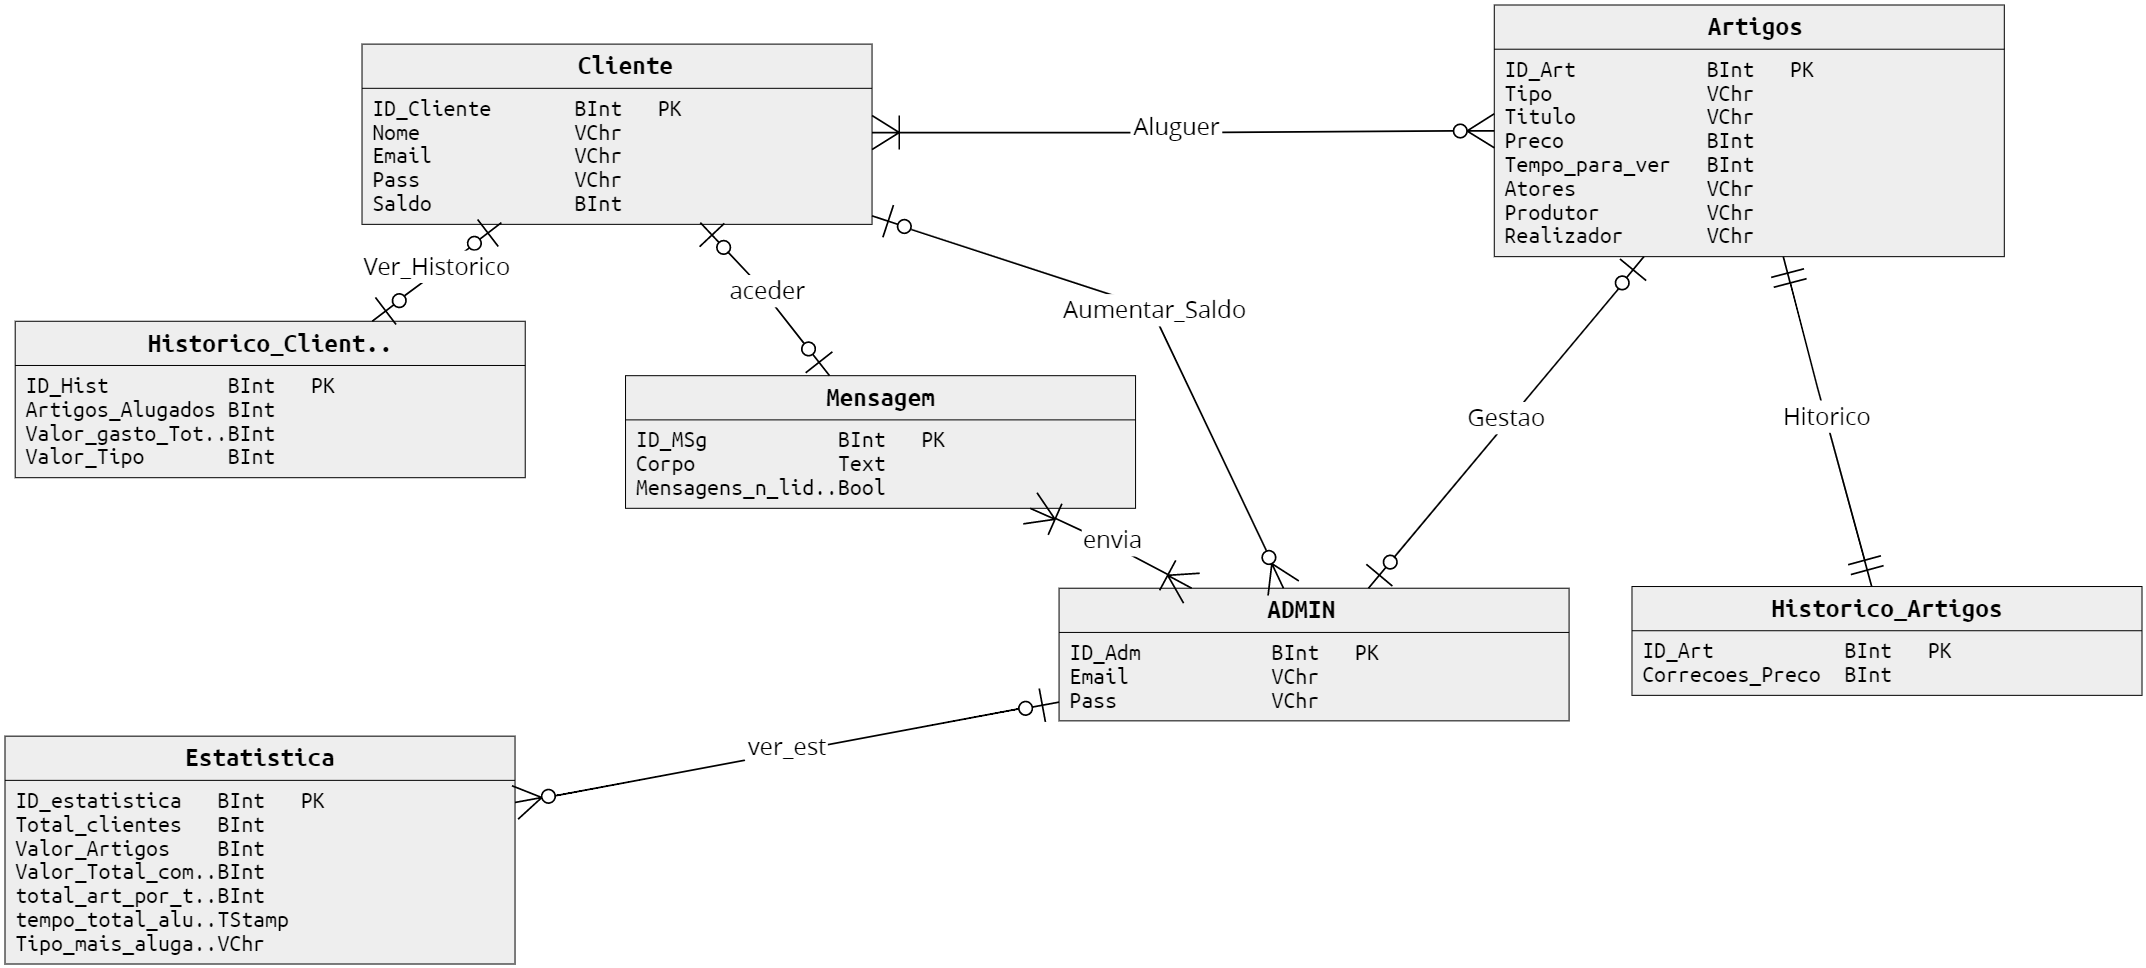 Cliente
ID_Cliente BInt PK
Nome VChr
Email VChr
Pass VChr
Saldo BInt
Aluguer
Artigos
ID_Art BInt PK
Tipo VChr
Titulo VChr
Preco BInt
Tempo_para_ver BInt
Atores VChr
Produtor VChr
Realizador VChr
Ver_Historico
aceder
Aumentar_Saldo
Historico_Client..
ID_Hist BInt PK
Artigos_Alugados BInt
Valor_gasto_Tot..BInt
Valor_Tipo BInt
Mensagem
ID_MSg BInt PK
Corpo Text
Mensagens_n_lid..Bool
Gestao
Hitorico
envia
ADMIN
ID_Adm BInt PK
Email VChr
Pass VChr
Historico_Artigos
ID_Art BInt PK
Correcoes_Preco BInt
ver_est
Estatistica
ID_estatistica BInt PK
Total_clientes BInt
Valor_Artigos BInt
Valor_Total_com..BInt
total_art_por_t..BInt
tempo_total_alu..TStamp
Tipo_mais_aluga..VChr